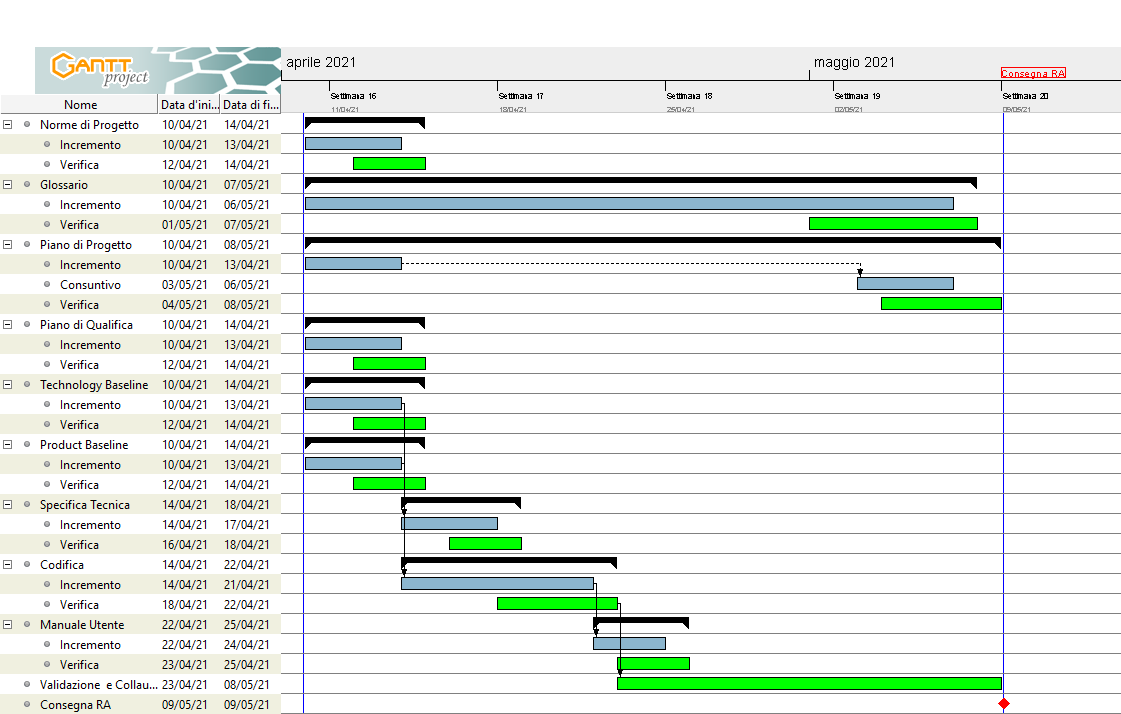 GANTT
project
aprile 2021
maggio 2021
Consegna RA
Settimana 16
Settimana 17
Settimana 18
Settimana 19
Settimana 20
11/04/21
18/04/21
25/04/21
02/05/21
09/05/21
Nome Data d'ini... Data di fi...
Norme di Progetto 10/04/21 14/04/21
Incremento 10/04/21 13/04/21
Verifica 12/04/21 14/04/21
Glossario 10/04/21 07/05/21
Incremento 10/04/21 06/05/21
Verifica 01/05/21 07/05/21
Piano di Progetto 10/04/21 08/05/21
Incremento 10/04/21 13/04/21
Consuntivo 03/05/21 06/05/21
Verifica 04/05/21 08/05/21
Piano di Qualifica 10/04/21 14/04/21
Incremento 10/04/21 13/04/21
Verifica 12/04/21 14/04/21
Technology Baseline 10/04/21 14/04/21
Incremento 10/04/21 13/04/21
Verifica 12/04/21 14/04/21
Product Baseline 10/04/21 14/04/21
Incremento 10/04/21 13/04/21
Verifica 12/04/21 14/04/21
Specifica Tecnica 14/04/21 18/04/21
Incremento 14/04/21 17/04/21
Verifica 16/04/21 18/04/21
Codifica 14/04/21 22/04/21
Incremento 14/04/21 21/04/21
Verifica 18/04/21 22/04/21
Manuale Utente 22/04/21 25/04/21
Incremento 22/04/21 24/04/21
Verifica 23/04/21 25/04/21
Validazione e Collau... 23/04/21 08/05/21
Consegna RA 09/05/21 09/05/21